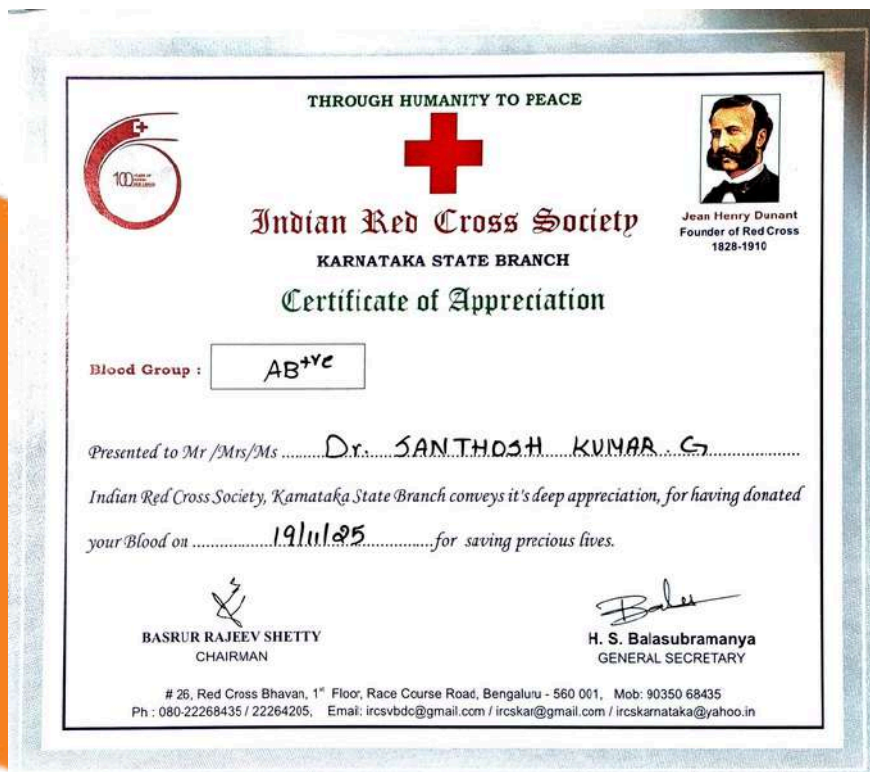 THROUGH HUMANITY TO PEACE
100 YEARS OF
Indian Red Cross Society
Jean Henry Dunant
Founder of Red Cross
1828-1910
KARNATAKA STATE BRANCH
Certificate of Appreciation
Blood Group : AB+ve
Presented to Mr /Mrs/Ms ........Dr. SANTHOSH KUMAR. G....................
Indian Red Cross Society, Karnataka State Branch conveys it's deep appreciation, for having donated
your Blood on ....................19/11/25....................for saving precious lives.
BASRUR RAJEEV SHETTY
CHAIRMAN
H. S. Balasubramanya
GENERAL SECRETARY
# 26, Red Cross Bhavan, 1st Floor, Race Course Road, Bengaluru - 560 001, Mob: 90350 68435
Ph : 080-22268435 / 22264205, Email: ircsvbdc@gmail.com / ircskar@gmail.com / ircskarnataka@yahoo.in